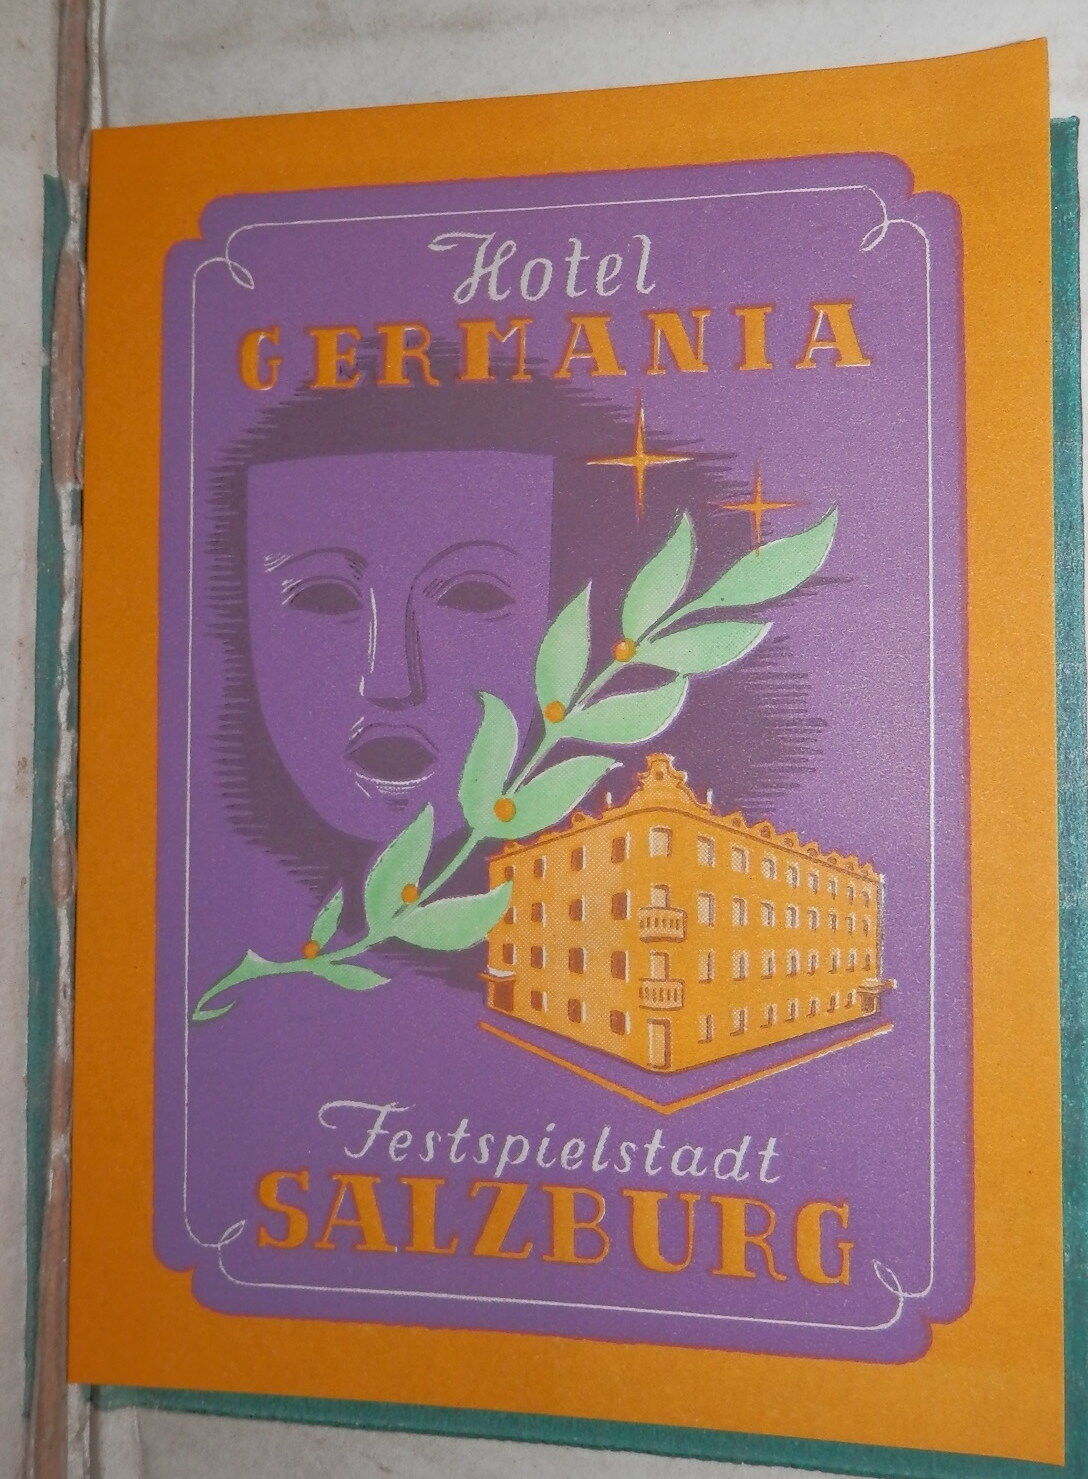 Hotel
GERMANIA
Festspielstadt
SALZBURG